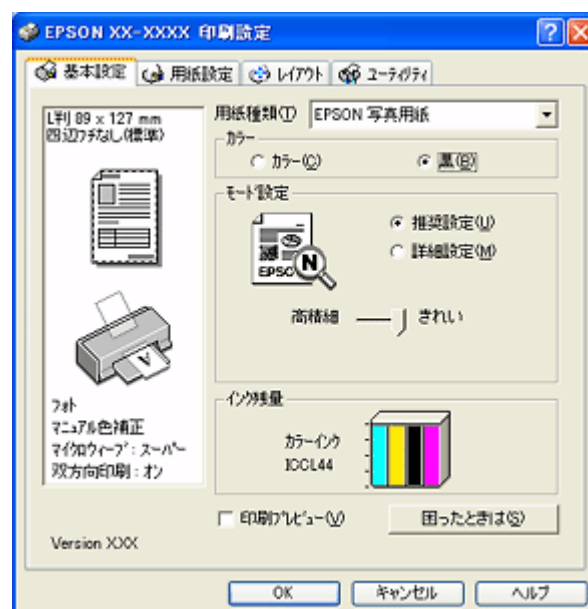 EPSON XX-XXXX 印刷設定
基本設定 用紙設定 レイアウト ユーティリティ
L判 89 x 127 mm
四辺フチなし(標準)
用紙種類(T) EPSON 写真用紙
カラー
カラー(C) 黒(B)
モード設定
推奨設定(U)
詳細設定(M)
EPSO
N
高精細 きれい
フォト
マニュアル色補正
マイクロウィーブ：スーパー
双方向印刷：オン
インク残量
カラーインク
ICCL44
印刷プレビュー(V) 困ったときは(S)
Version XXX
OK キャンセル ヘルプ